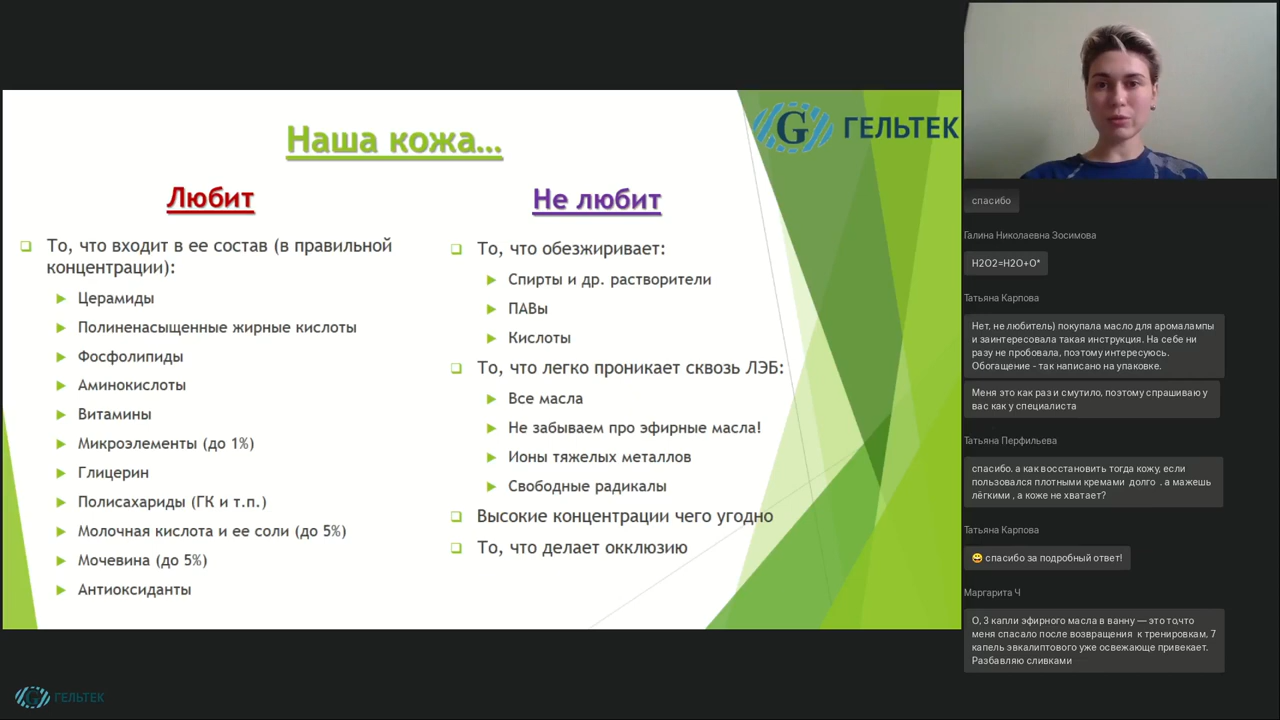 Наша кожа...
G ГЕЛЬТЕК
Любит
То, что входит в ее состав (в правильной
концентрации):
Церамиды
Полиненасыщенные жирные кислоты
Фосфолипиды
Аминокислоты
Витамины
Микроэлементы (до 1%)
Глицерин
Полисахариды (ГК и т.п.)
Молочная кислота и ее соли (до 5%)
Мочевина (до 5%)
Антиоксиданты
Не любит
То, что обезжиривает:
Спирты и др. растворители
ПАВы
Кислоты
То, что легко проникает сквозь ЛЭБ:
Все масла
Не забываем про эфирные масла!
Ионы тяжелых металлов
Свободные радикалы
Высокие концентрации чего угодно
То, что делает окклюзию
G ГЕЛЬТЕК
спасибо
Галина Николаевна Зосимова
H2O2=H2O+O*
Татьяна Карпова
Нет, не любитель) покупала масло для аромалампы
и заинтересовала такая инструкция. На себе ни
разу не пробовала, поэтому интересуюсь.
Обогащение - так написано на упаковке.
Меня это как раз и смутило, поэтому спрашиваю у
вас как у специалиста
Татьяна Перфильева
спасибо. а как восстановить тогда кожу, если
пользовался плотными кремами долго , а мажешь
лёгкими , а коже не хватает?
Татьяна Карпова
😀 спасибо за подробный ответ!
Маргарита Ч
О, 3 капли эфирного масла в ванну — это то,что
меня спасало после возвращения к тренировкам, 7
капель эвкалиптового уже освежающе привекает.
Разбавляю сливками